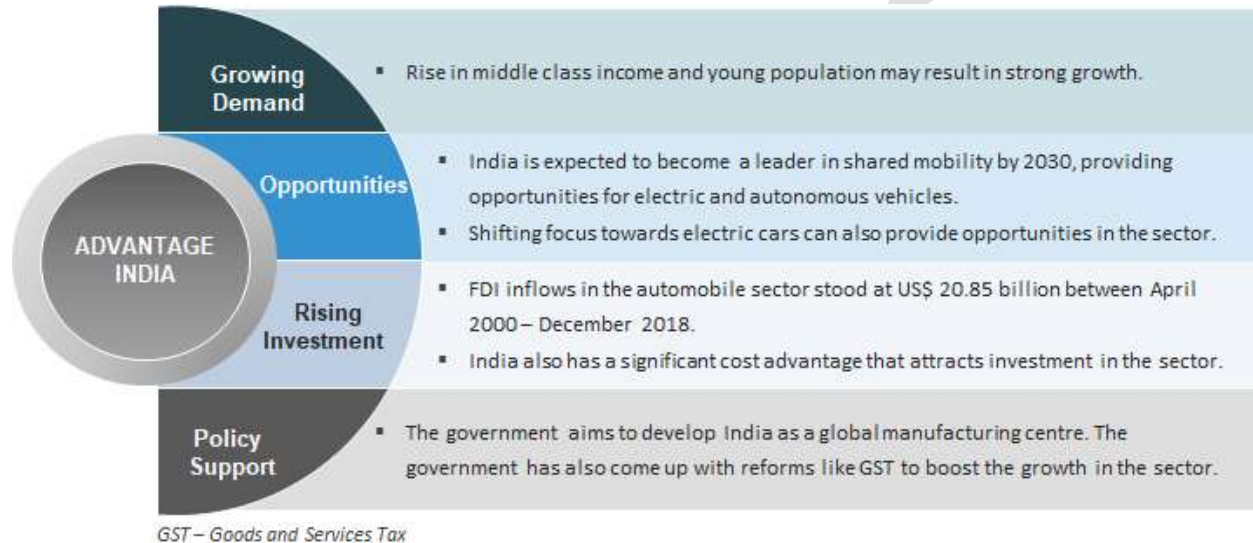 Growing
Demand
▪ Rise in middle class income and young population may result in strong growth.
Opportunities
▪ India is expected to become a leader in shared mobility by 2030, providing
opportunities for electric and autonomous vehicles.
▪ Shifting focus towards electric cars can also provide opportunities in the sector.
ADVANTAGE
INDIA
Rising
Investment
▪ FDI inflows in the automobile sector stood at US$ 20.85 billion between April
2000 – December 2018.
▪ India also has a significant cost advantage that attracts investment in the sector.
Policy
Support
▪ The government aims to develop India as a global manufacturing centre. The
government has also come up with reforms like GST to boost the growth in the sector.
GST – Goods and Services Tax